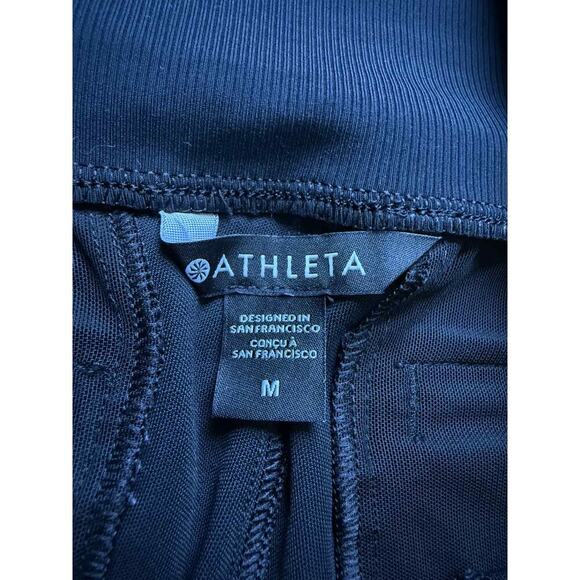 ATHLETA
DESIGNED IN
SAN FRANCISCO
CONÇU À
SAN FRANCISCO
M